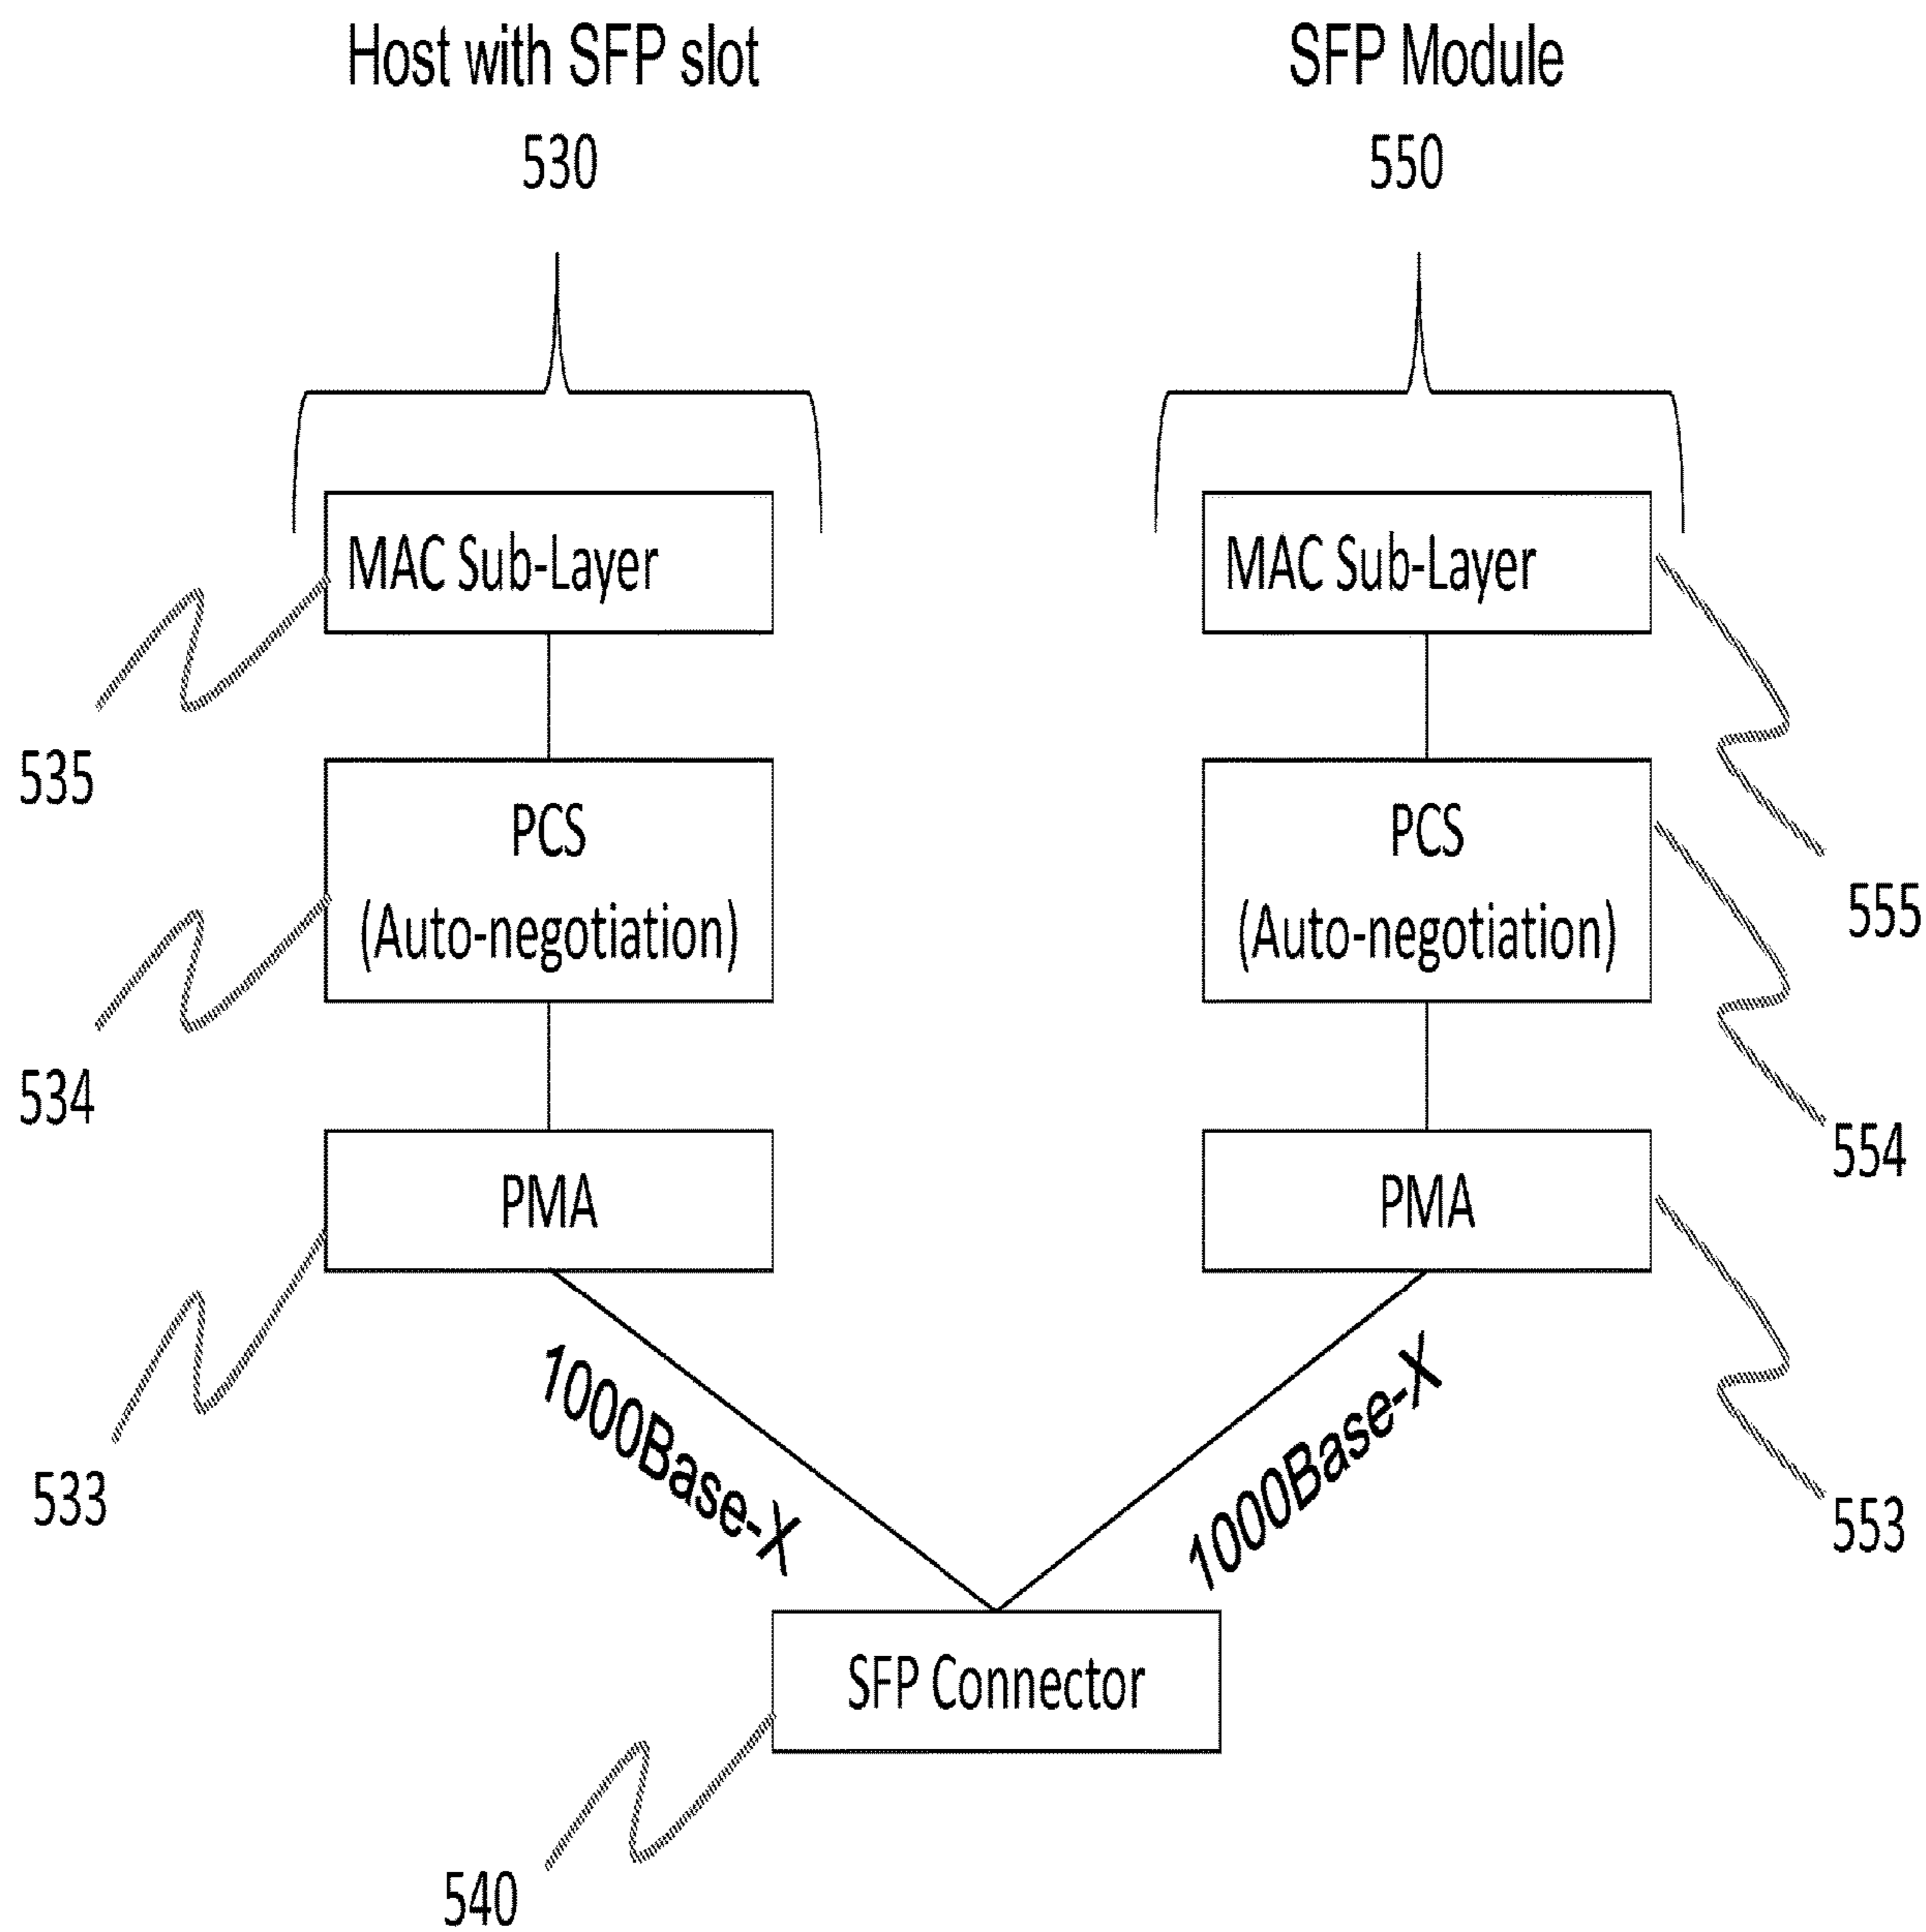 Host with SFP slot
530
SFP Module
550
MAC Sub-Layer
MAC Sub-Layer
535
555
PCS
(Auto-negotiation)
PCS
(Auto-negotiation)
534
554
PMA
PMA
533
553
1000Base-X
1000Base-X
SFP Connector
540